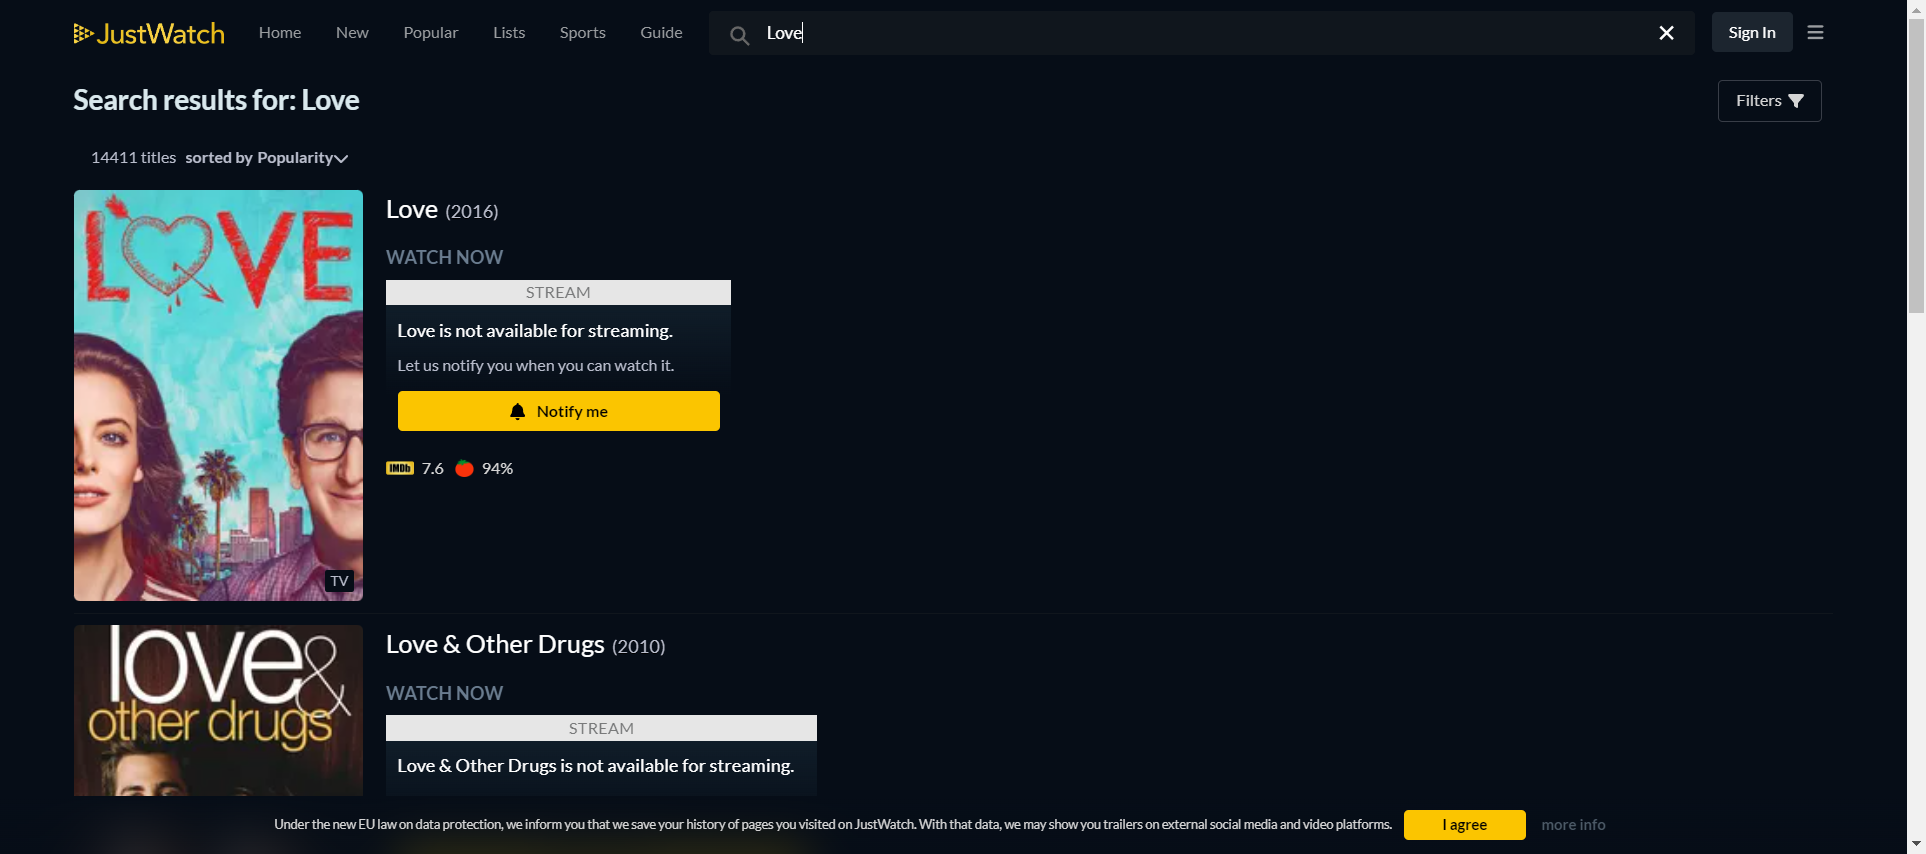 JustWatch Home New Popular Lists Sports Guide Love Sign In
Search results for: Love
Filters
14411 titles sorted by Popularity
LOVE
TV
Love (2016)
WATCH NOW
STREAM
Love is not available for streaming.
Let us notify you when you can watch it.
Notify me
IMDb 7.6 94%
love &
other drugs
Love & Other Drugs (2010)
WATCH NOW
STREAM
Love & Other Drugs is not available for streaming.
Under the new EU law on data protection, we inform you that we save your history of pages you visited on JustWatch. With that data, we may show you trailers on external social media and video platforms. I agree more info